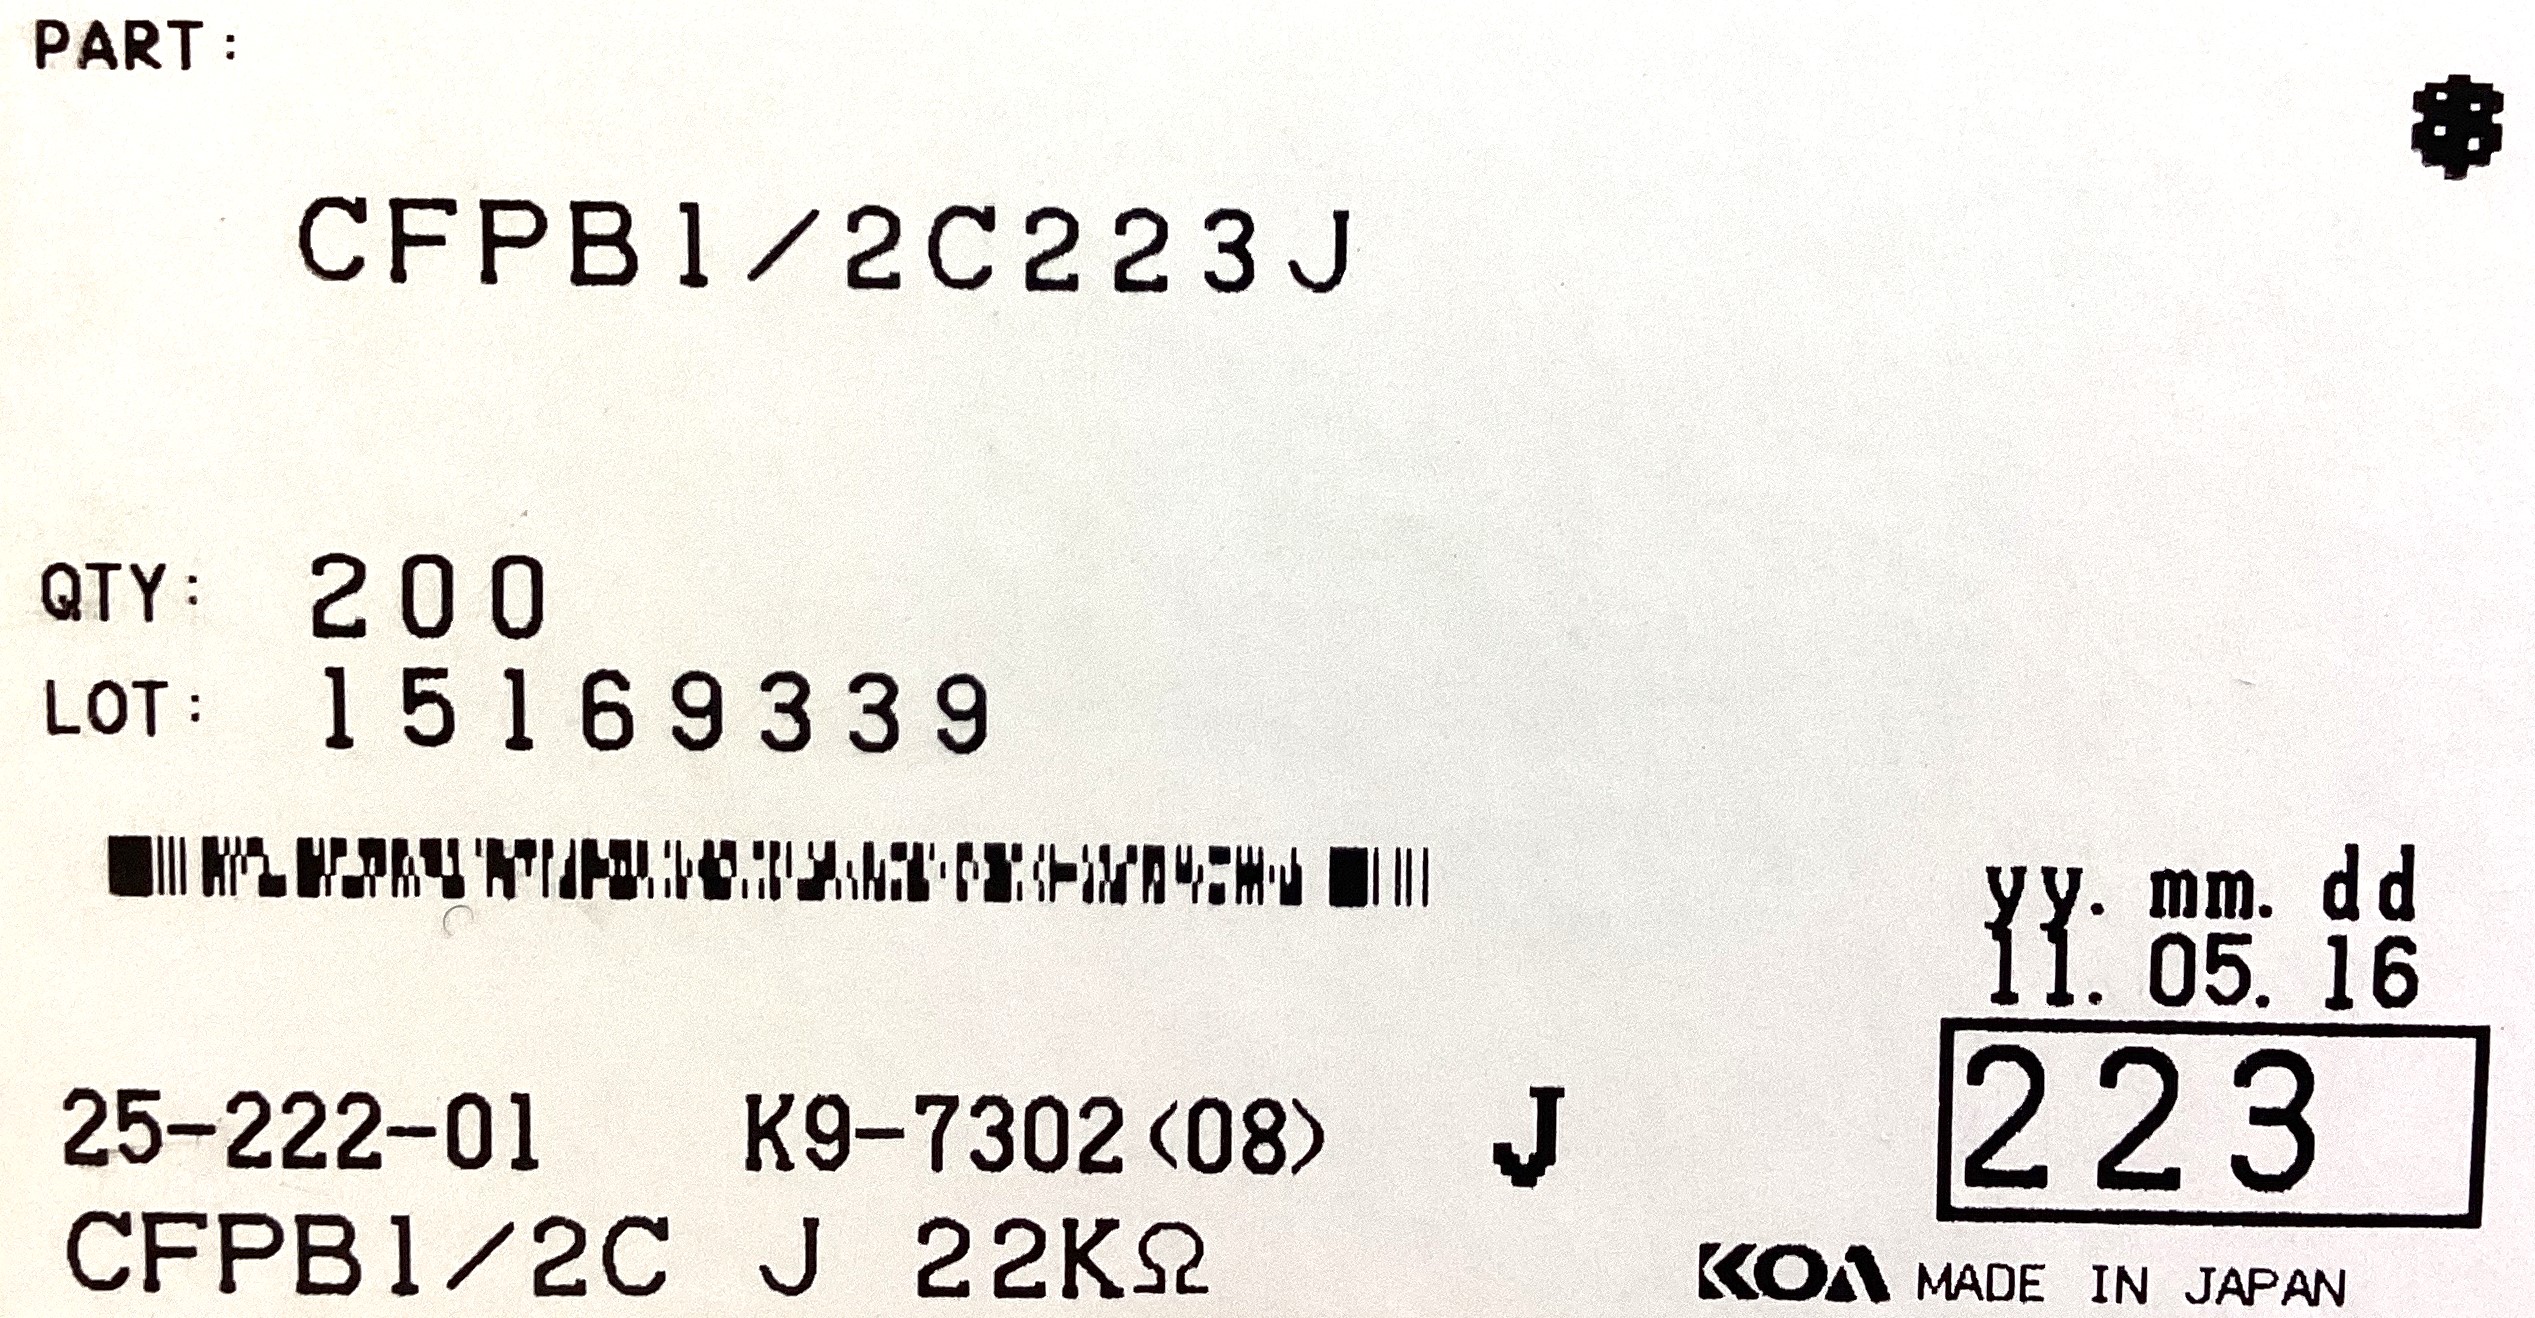 PART:
CFPB1/2C223J
QTY: 200
LOT: 15169339
yy. mm. dd
11. 05. 16
25-222-01 K9-7302<08> J
223
CFPB1/2C J 22KΩ
KOA MADE IN JAPAN